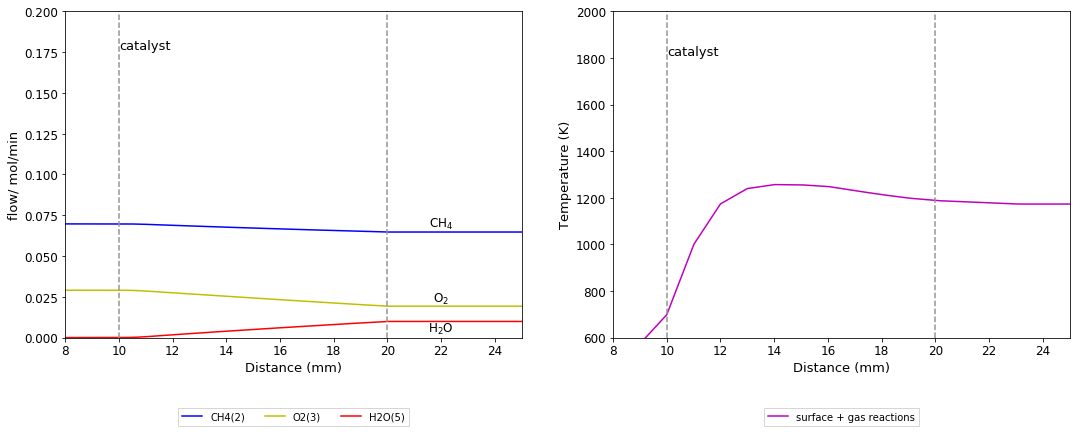 0.200
0.175
0.150
0.125
0.100
0.075
0.050
0.025
0.000
flow/ mol/min
catalyst
CH₄
O₂
H₂O
8 10 12 14 16 18 20 22 24
Distance (mm)
CH4(2) O2(3) H2O(5)
2000
1800
1600
1400
1200
1000
800
600
Temperature (K)
catalyst
8 10 12 14 16 18 20 22 24
Distance (mm)
surface + gas reactions